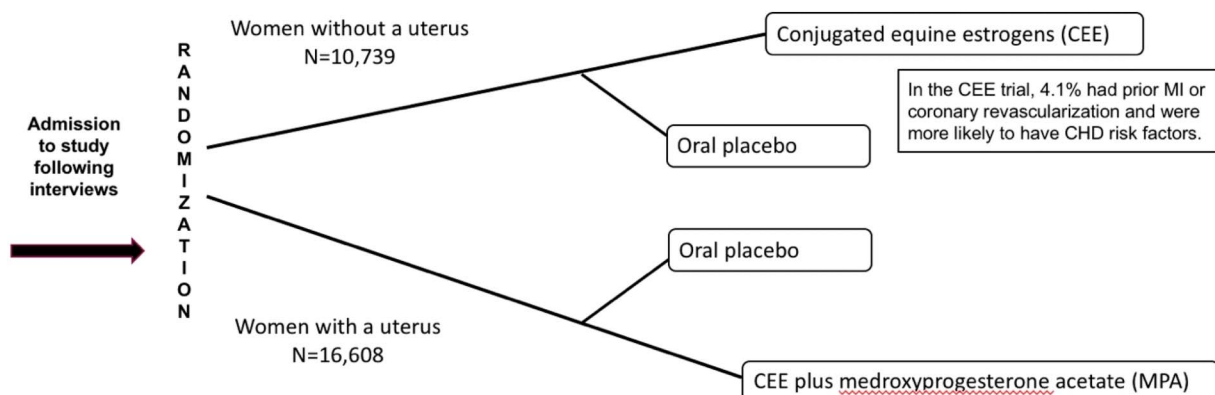 Women without a uterus
N=10,739
Conjugated equine estrogens (CEE)
In the CEE trial, 4.1% had prior MI or
coronary revascularization and were
more likely to have CHD risk factors.
Oral placebo
Admission
to study
following
interviews
R
A
N
D
O
M
I
Z
A
T
I
O
N
Oral placebo
Women with a uterus
N=16,608
CEE plus medroxyprogesterone acetate (MPA)